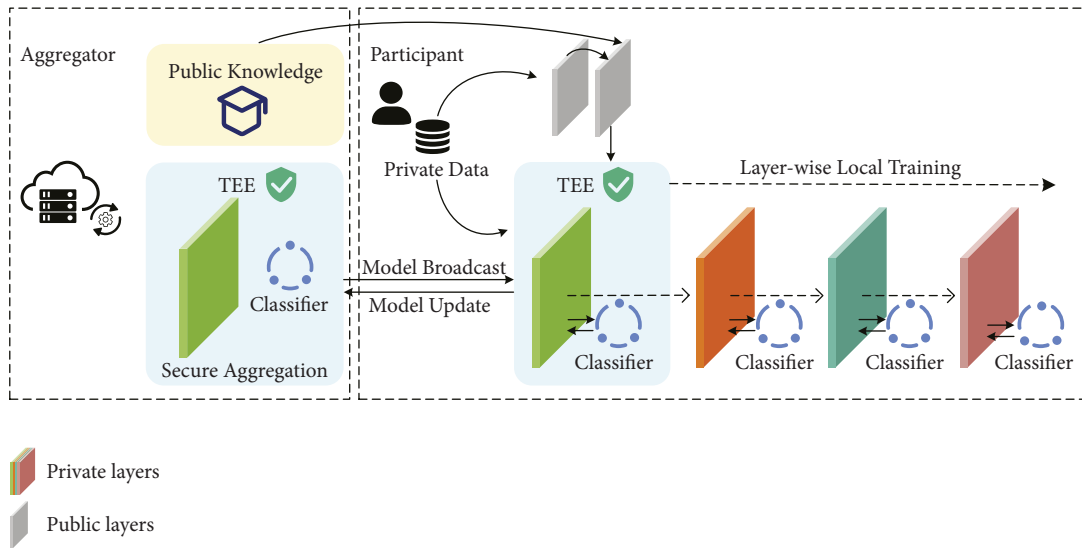 Aggregator
Public Knowledge
TEE
Classifier
Secure Aggregation
Model Broadcast
Model Update
Participant
Private Data
TEE
Layer-wise Local Training
Classifier
Classifier
Classifier
Classifier
Private layers
Public layers